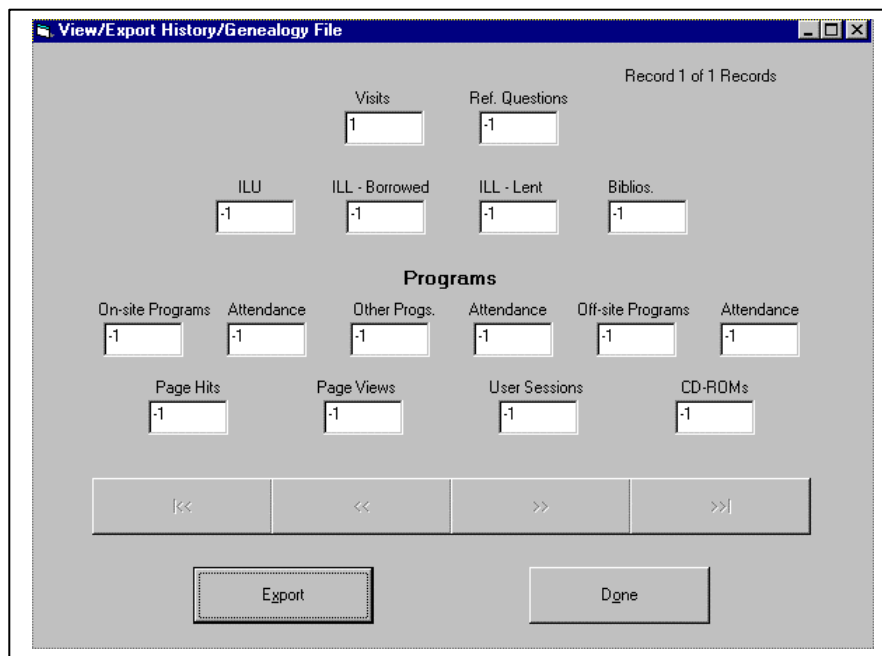 View/Export History/Genealogy File
Record 1 of 1 Records
Visits Ref. Questions
1 -1
ILU ILL - Borrowed ILL - Lent Biblios.
-1 -1 -1 -1
Programs
On-site Programs Attendance Other Progs. Attendance Off-site Programs Attendance
-1 -1 -1 -1 -1 -1
Page Hits Page Views User Sessions CD-ROMs
-1 -1 -1 -1
|<< << >> >>|
Export Done